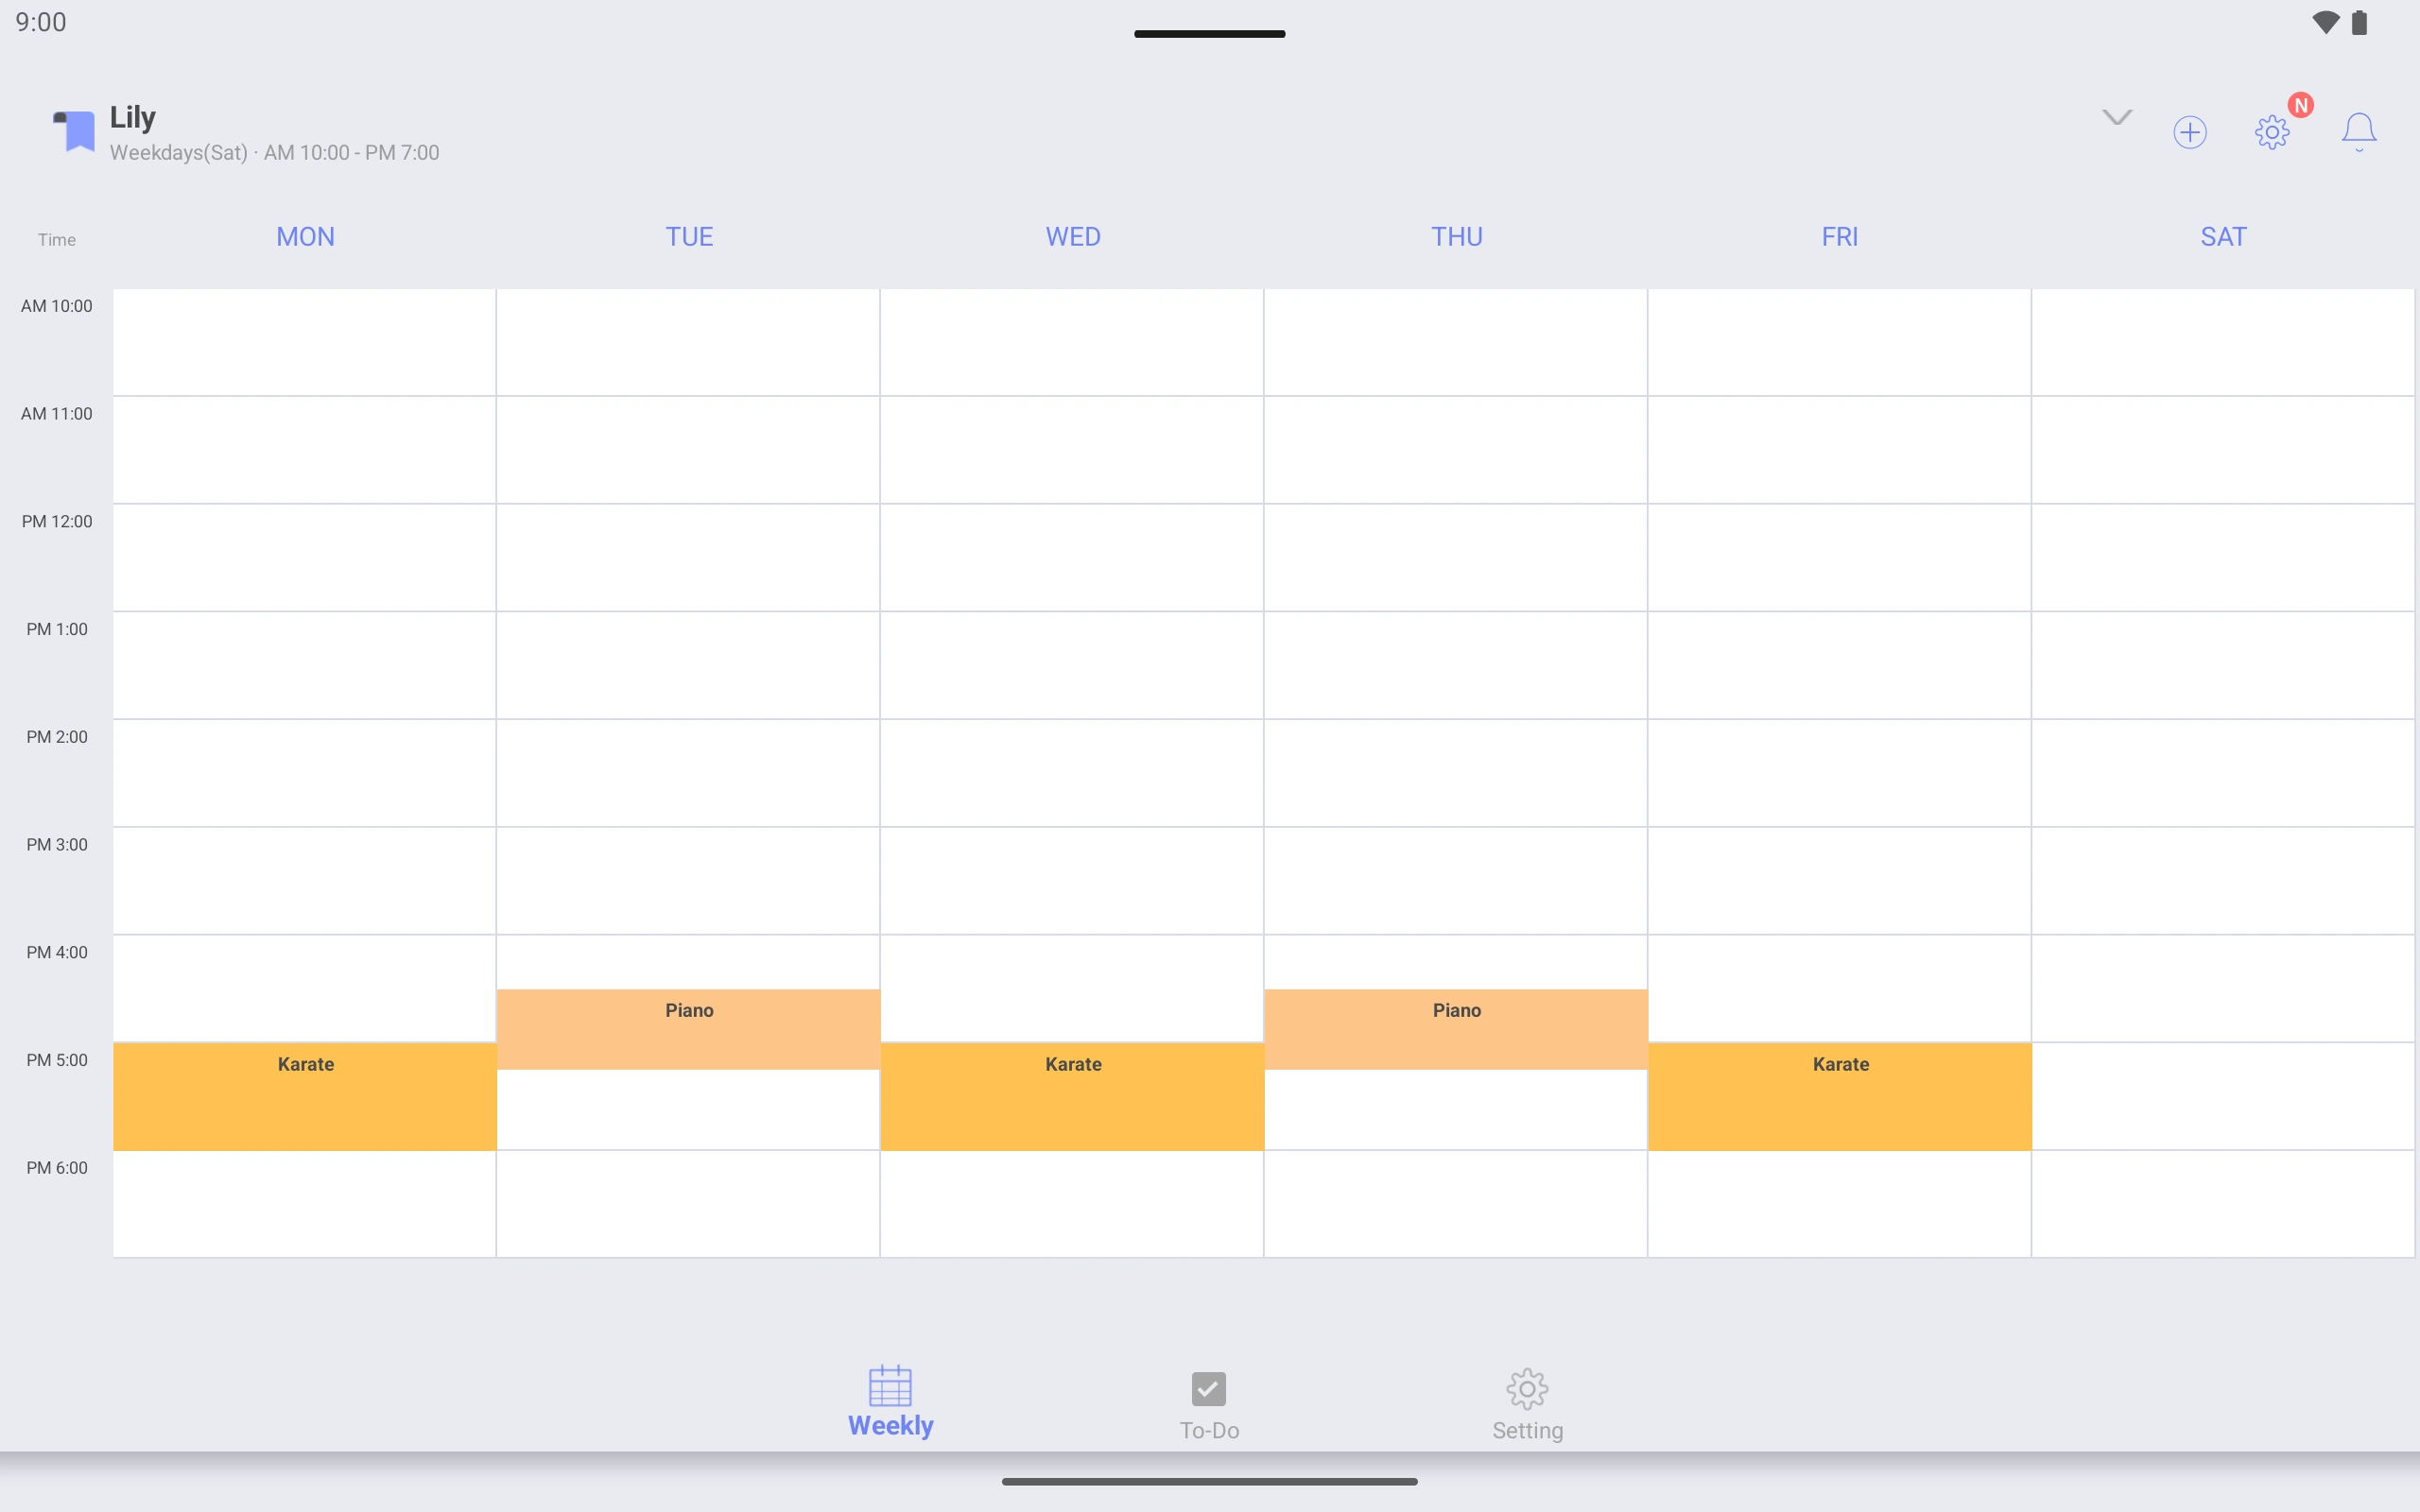 9:00
Lily
N
Weekdays(Sat) · AM 10:00 - PM 7:00
Time MON TUE WED THU FRI SAT
AM 10:00
AM 11:00
PM 12:00
PM 1:00
PM 2:00
PM 3:00
PM 4:00
Piano Piano
PM 5:00
Karate Karate Karate
PM 6:00
Weekly To-Do Setting